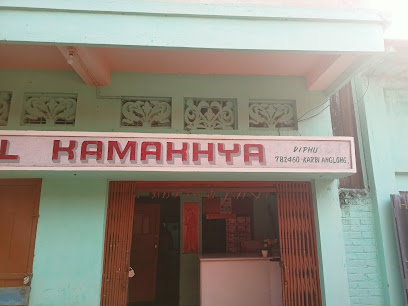 L KAMAKHYA
DIPHU
782460-KARBI ANGLONG